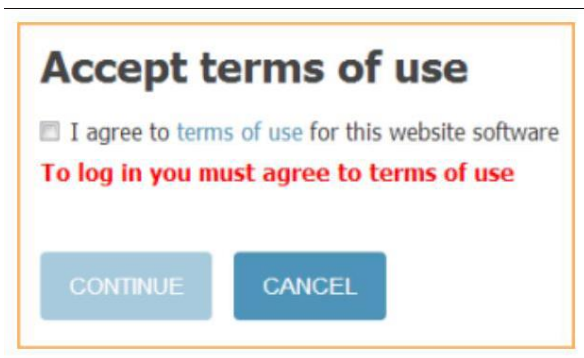 Accept terms of use
I agree to terms of use for this website software
To log in you must agree to terms of use
CONTINUE CANCEL